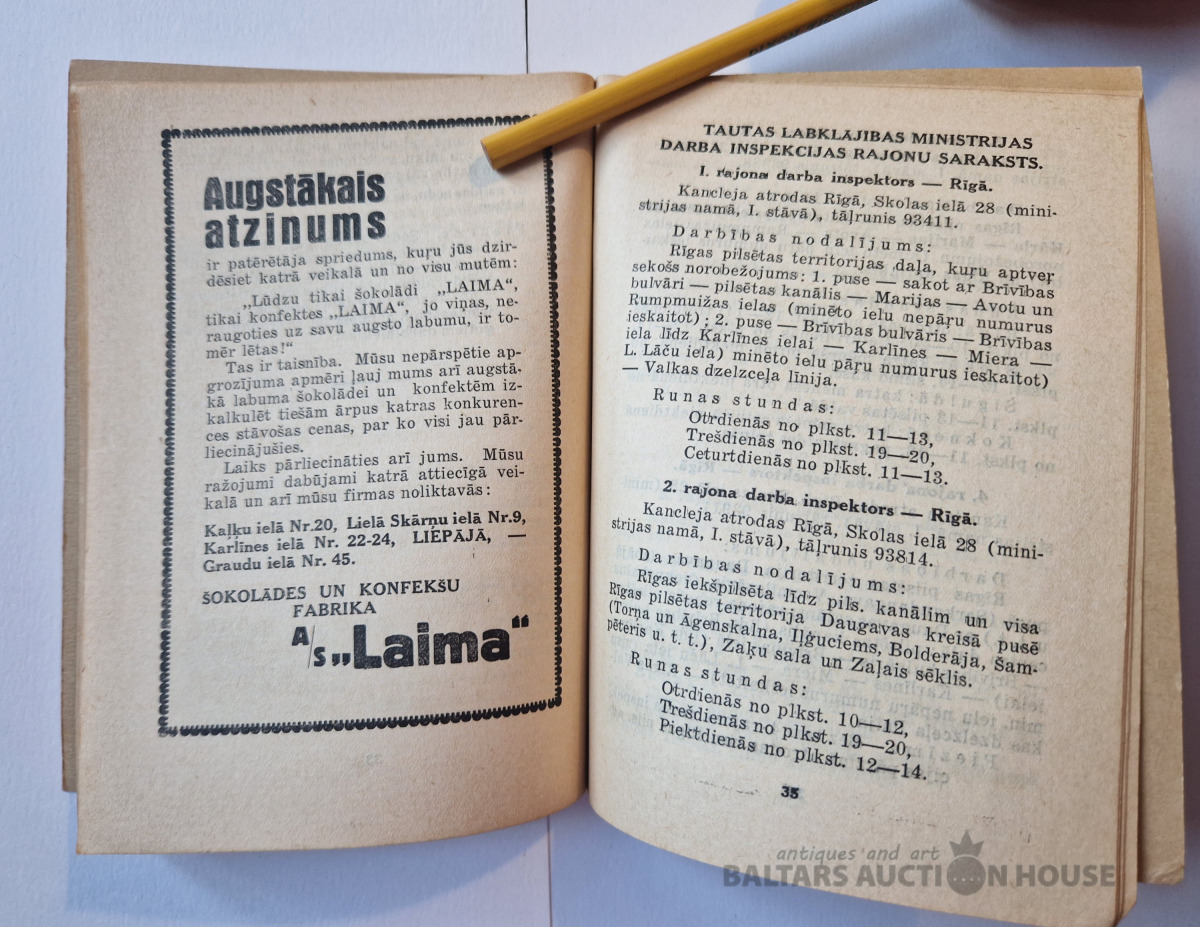 Augstākais
atzinums
ir patērētāja spriedums, kuŗu jūs dzir-
dēsiet katrā veikalā un no visu mutēm:
„Lūdzu tikai šokolādi „LAIMA“,
tikai konfektes „LAIMA“, jo viņas, ne-
raugoties uz savu augsto labumu, ir to-
mēr lētas!“
Tas ir taisnība. Mūsu nepārspētie ap-
grozījuma apmēri ļauj mums arī augstā-
kā labuma šokolādei un konfektēm iz-
kalkulēt tiešām ārpus katras konkuren-
ces stāvošas cenas, par ko visi jau pār-
liecinājušies.
Laiks pārliecināties arī jums. Mūsu
ražojumi dabūjami katrā attiecīgā vei-
kalā un arī mūsu firmas noliktavās:
Kaļķu ielā Nr.20, Lielā Skārņu ielā Nr.9,
Karlīnes ielā Nr. 22-24, LIEPĀJĀ, —
Graudu ielā Nr. 45.
ŠOKOLĀDES UN KONFEKŠU
FABRIKA
A/s „Laima“
TAUTAS LABKLĀJĪBAS MINISTRIJAS
DARBA INSPEKCIJAS RAJONU SARAKSTS.
I. rajona darba inspektors — Rīgā.
Kancleja atrodas Rīgā, Skolas ielā 28 (mini-
strijas namā, I. stāvā), tāļrunis 93411.
Darbības nodalījums:
Rīgas pilsētas territorijas daļa, kuŗu aptveŗ
sekošs norobežojums: 1. puse — sākot ar Brīvības
bulvāri — pilsētas kanālis — Marijas — Avotu un
Rumpmuižas ielas (minēto ielu nepāŗu numurus
ieskaitot); 2. puse — Brīvības bulvāris — Brīvības
iela līdz Karlīnes ielai — Karlīnes — Miera —
L. Lāču iela) minēto ielu pāŗu numurus ieskaitot)
— Valkas dzelzceļa līnija.
Runas stundas:
Otrdienās no plkst. 11—13,
Trešdienās no plkst. 19—20,
Ceturtdienās no plkst. 11—13.
2. rajona darba inspektors — Rīgā.
Kancleja atrodas Rīgā, Skolas ielā 28 (mini-
strijas namā, I. stāvā), tāļrunis 93814.
Darbības nodalījums:
Rīgas iekšpilsēta līdz pils. kanālim un visa
Rīgas pilsētas territorija Daugavas kreisā pusē
(Torņa un Āgenskalna, Iļģuciems, Bolderāja, Šam-
pēteris u. t. t.), Zaķu sala un Zaļais sēklis.
Runas stundas:
Otrdienās no plkst. 10—12,
Trešdienās no plkst. 19—20,
Piektdienās no plkst. 12—14.
35
antiques and art
BALTARS AUCTION HOUSE